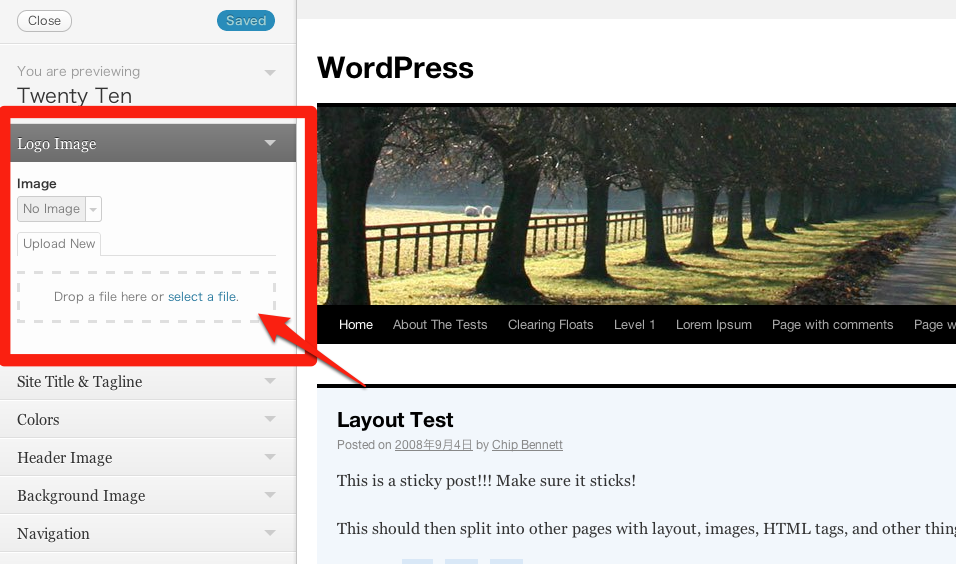 Close
Saved
You are previewing
Twenty Ten
Logo Image
Image
No Image
Upload New
Drop a file here or select a file.
Site Title & Tagline
Colors
Header Image
Background Image
Navigation
WordPress
Home About The Tests Clearing Floats Level 1 Lorem Ipsum Page with comments Page w
Layout Test
Posted on 2008年9月4日 by Chip Bennett
This is a sticky post!!! Make sure it sticks!
This should then split into other pages with layout, images, HTML tags, and other thing